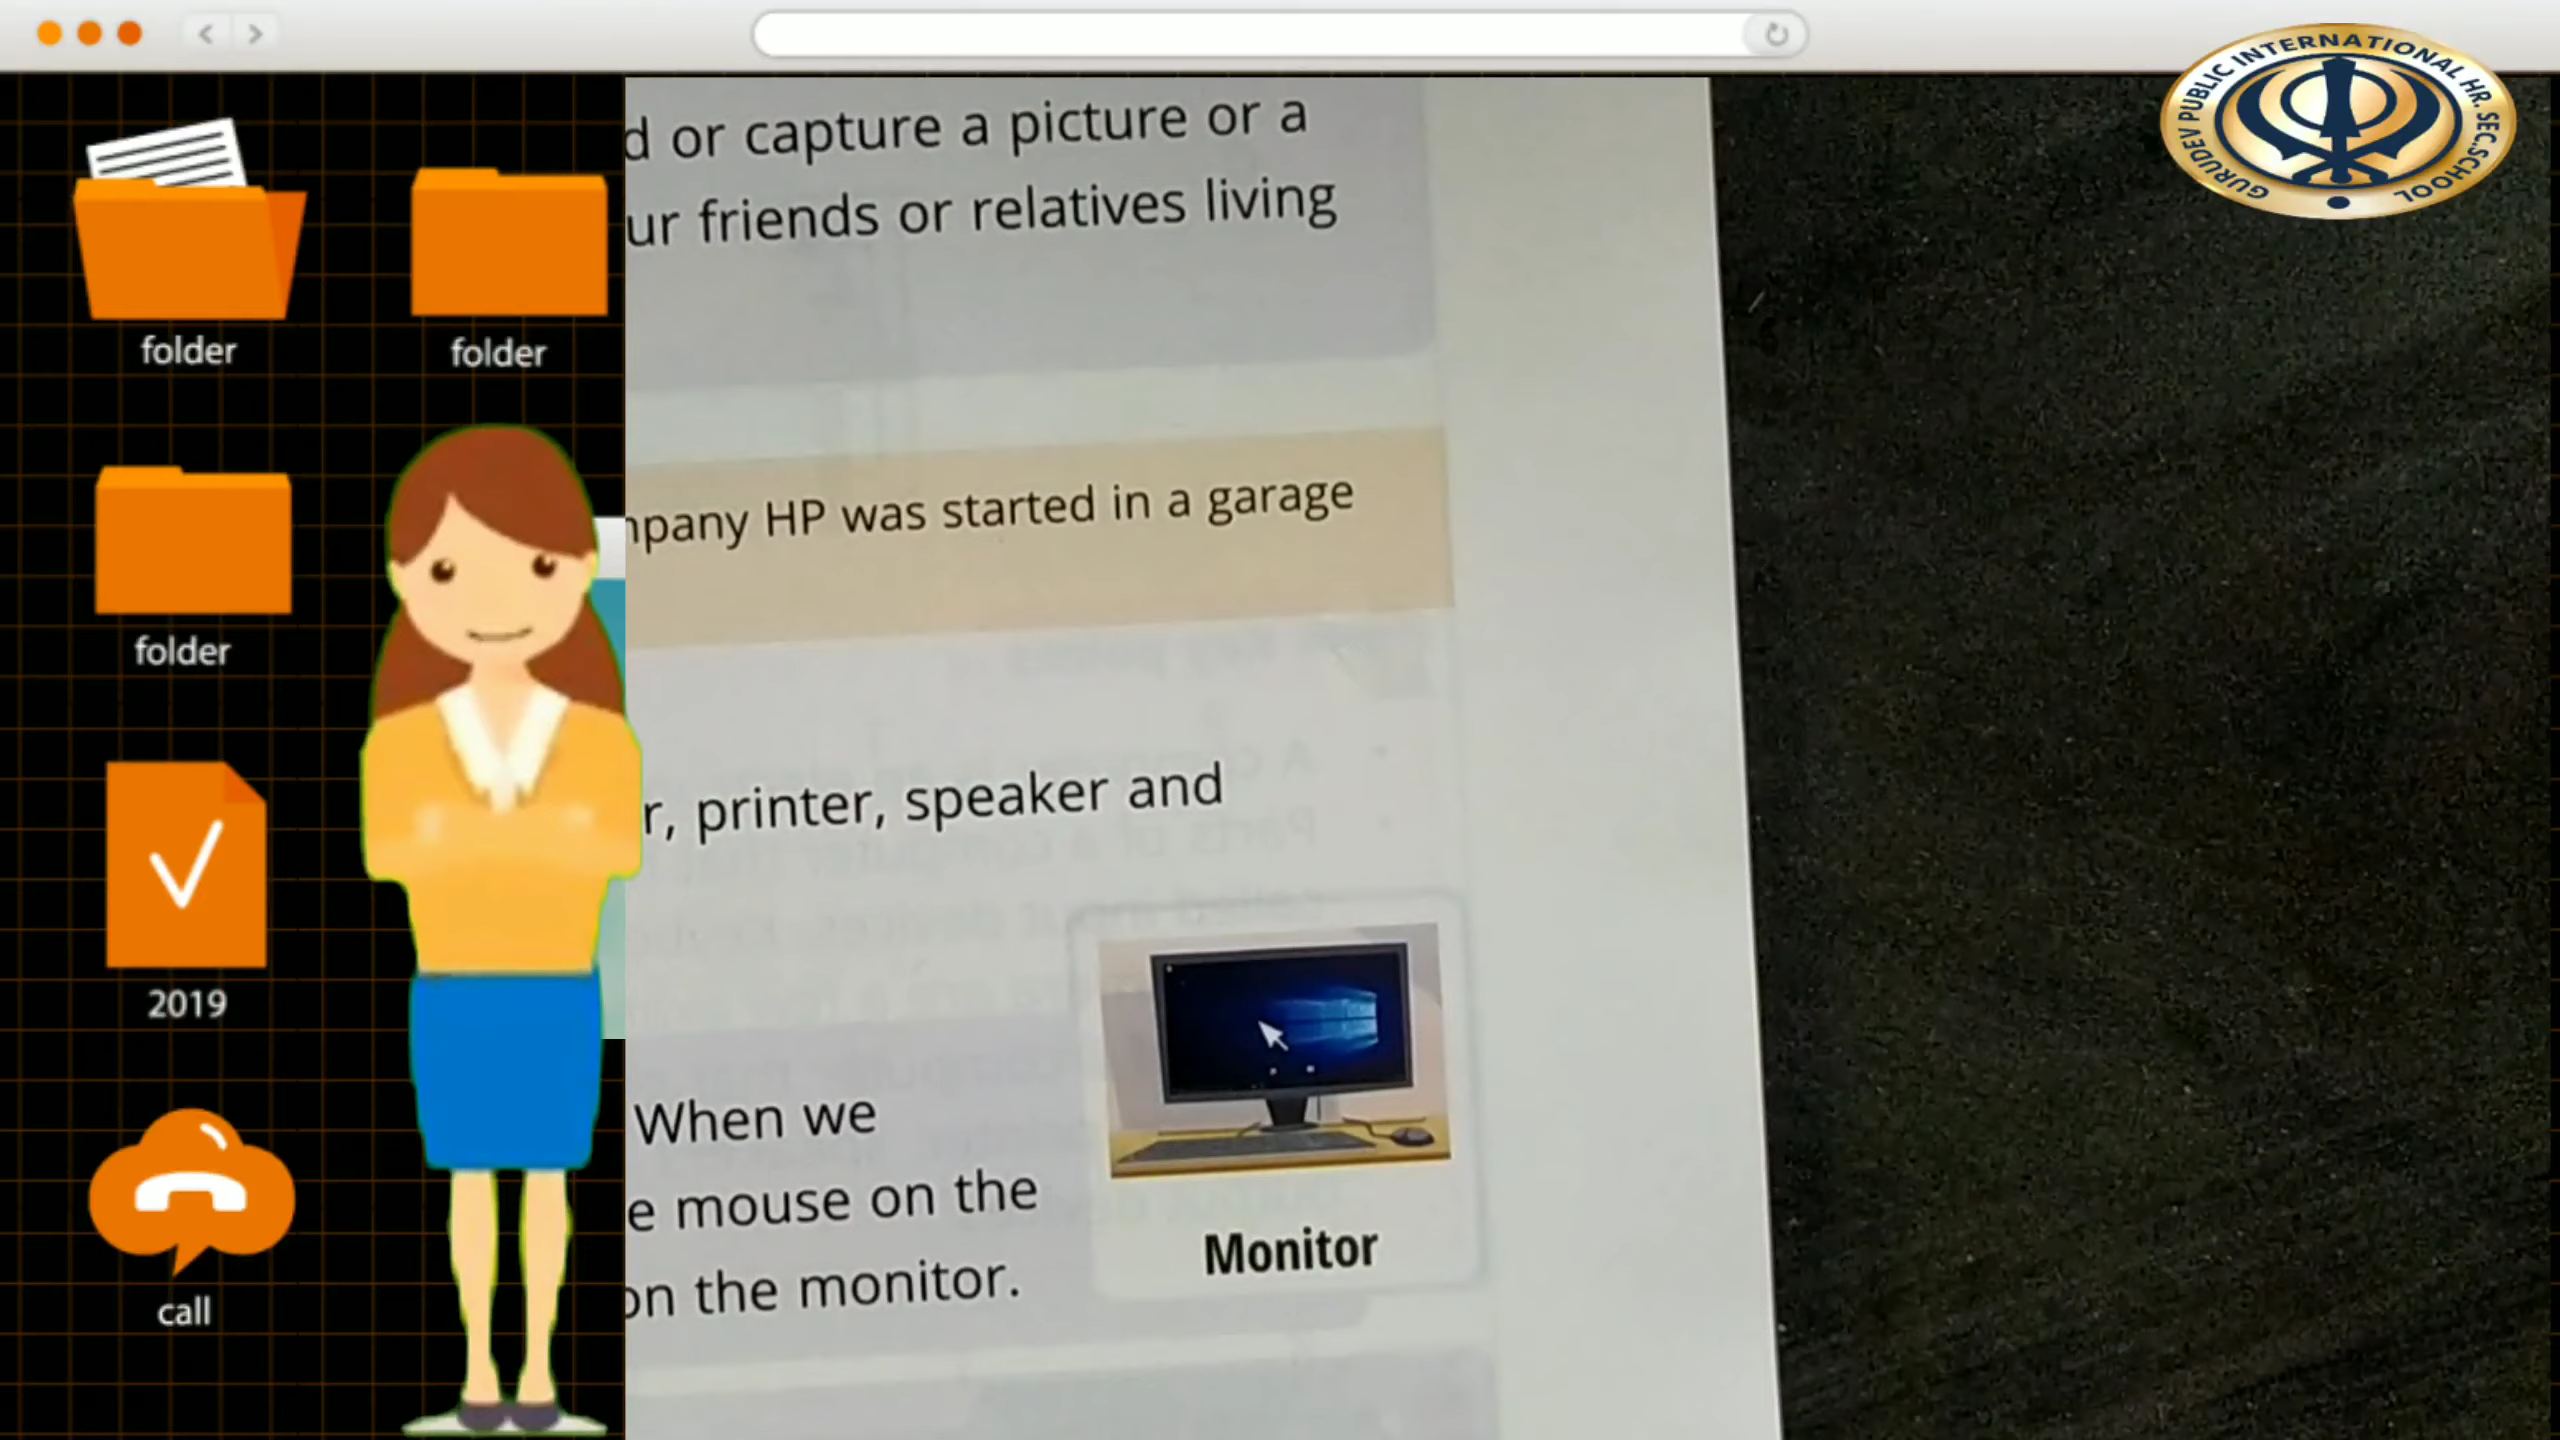 GURUDEV PUBLIC INTERNATIONAL HR. SEC. SCHOOL
folder
folder
folder
2019
call
d or capture a picture or a
ur friends or relatives living
mpany HP was started in a garage
r, printer, speaker and
When we
e mouse on the
on the monitor.
Monitor